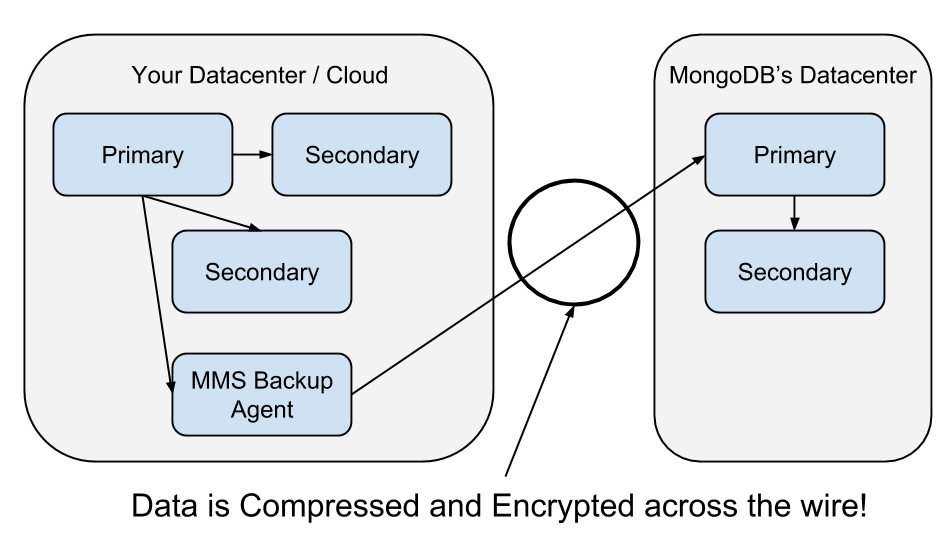 Your Datacenter / Cloud
MongoDB's Datacenter
Primary
Secondary
Primary
Secondary
Secondary
MMS Backup
Agent
Data is Compressed and Encrypted across the wire!